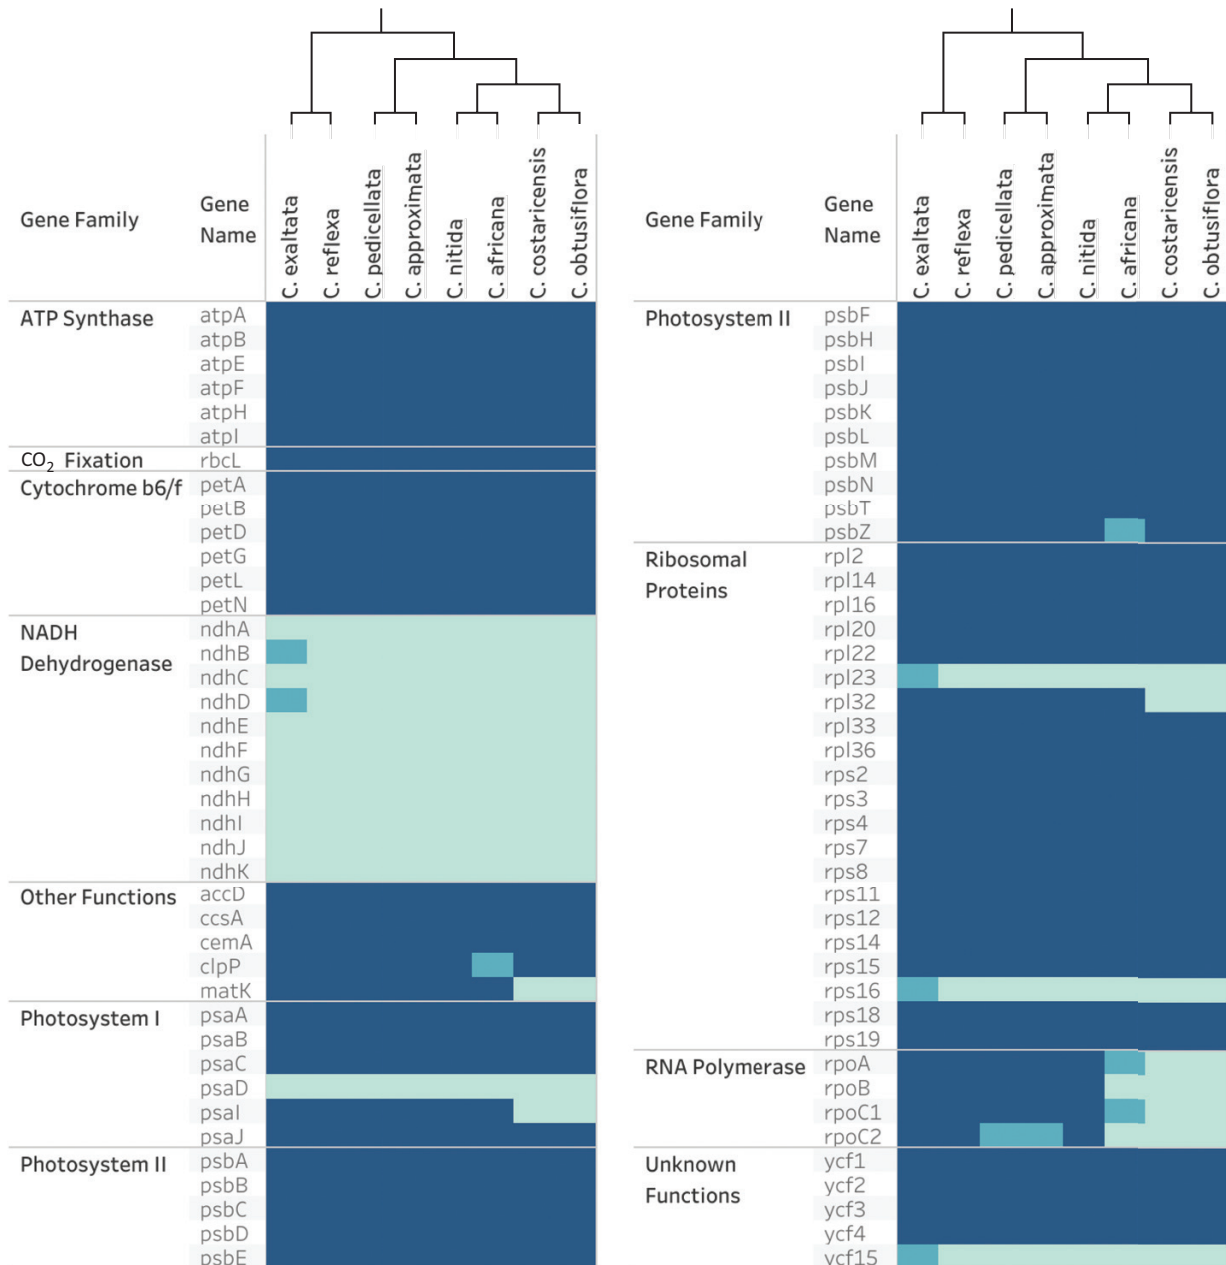 Gene Family
Gene Name
C. exaltata
C. reflexa
C. pedicellata
C. approximata
C. nitida
C. africana
C. costaricensis
C. obtusiflora
ATP Synthase
atpA
atpB
atpE
atpF
atpH
atpI
CO2 Fixation
rbcL
Cytochrome b6/f
petA
petB
petD
petG
petL
petN
NADH
Dehydrogenase
ndhA
ndhB
ndhC
ndhD
ndhE
ndhF
ndhG
ndhH
ndhI
ndhJ
ndhK
Other Functions
accD
ccsA
cemA
clpP
matK
Photosystem I
psaA
psaB
psaC
psaD
psaI
psaJ
Photosystem II
psbA
psbB
psbC
psbD
psbE
Gene Family
Gene Name
C. exaltata
C. reflexa
C. pedicellata
C. approximata
C. nitida
C. africana
C. costaricensis
C. obtusiflora
Photosystem II
psbF
psbH
psbI
psbJ
psbK
psbL
psbM
psbN
psbT
psbZ
Ribosomal
Proteins
rpl2
rpl14
rpl16
rpl20
rpl22
rpl23
rpl32
rpl33
rpl36
rps2
rps3
rps4
rps7
rps8
rps11
rps12
rps14
rps15
rps16
rps18
rps19
RNA Polymerase
rpoA
rpoB
rpoC1
rpoC2
Unknown
Functions
ycf1
ycf2
ycf3
ycf4
ycf15